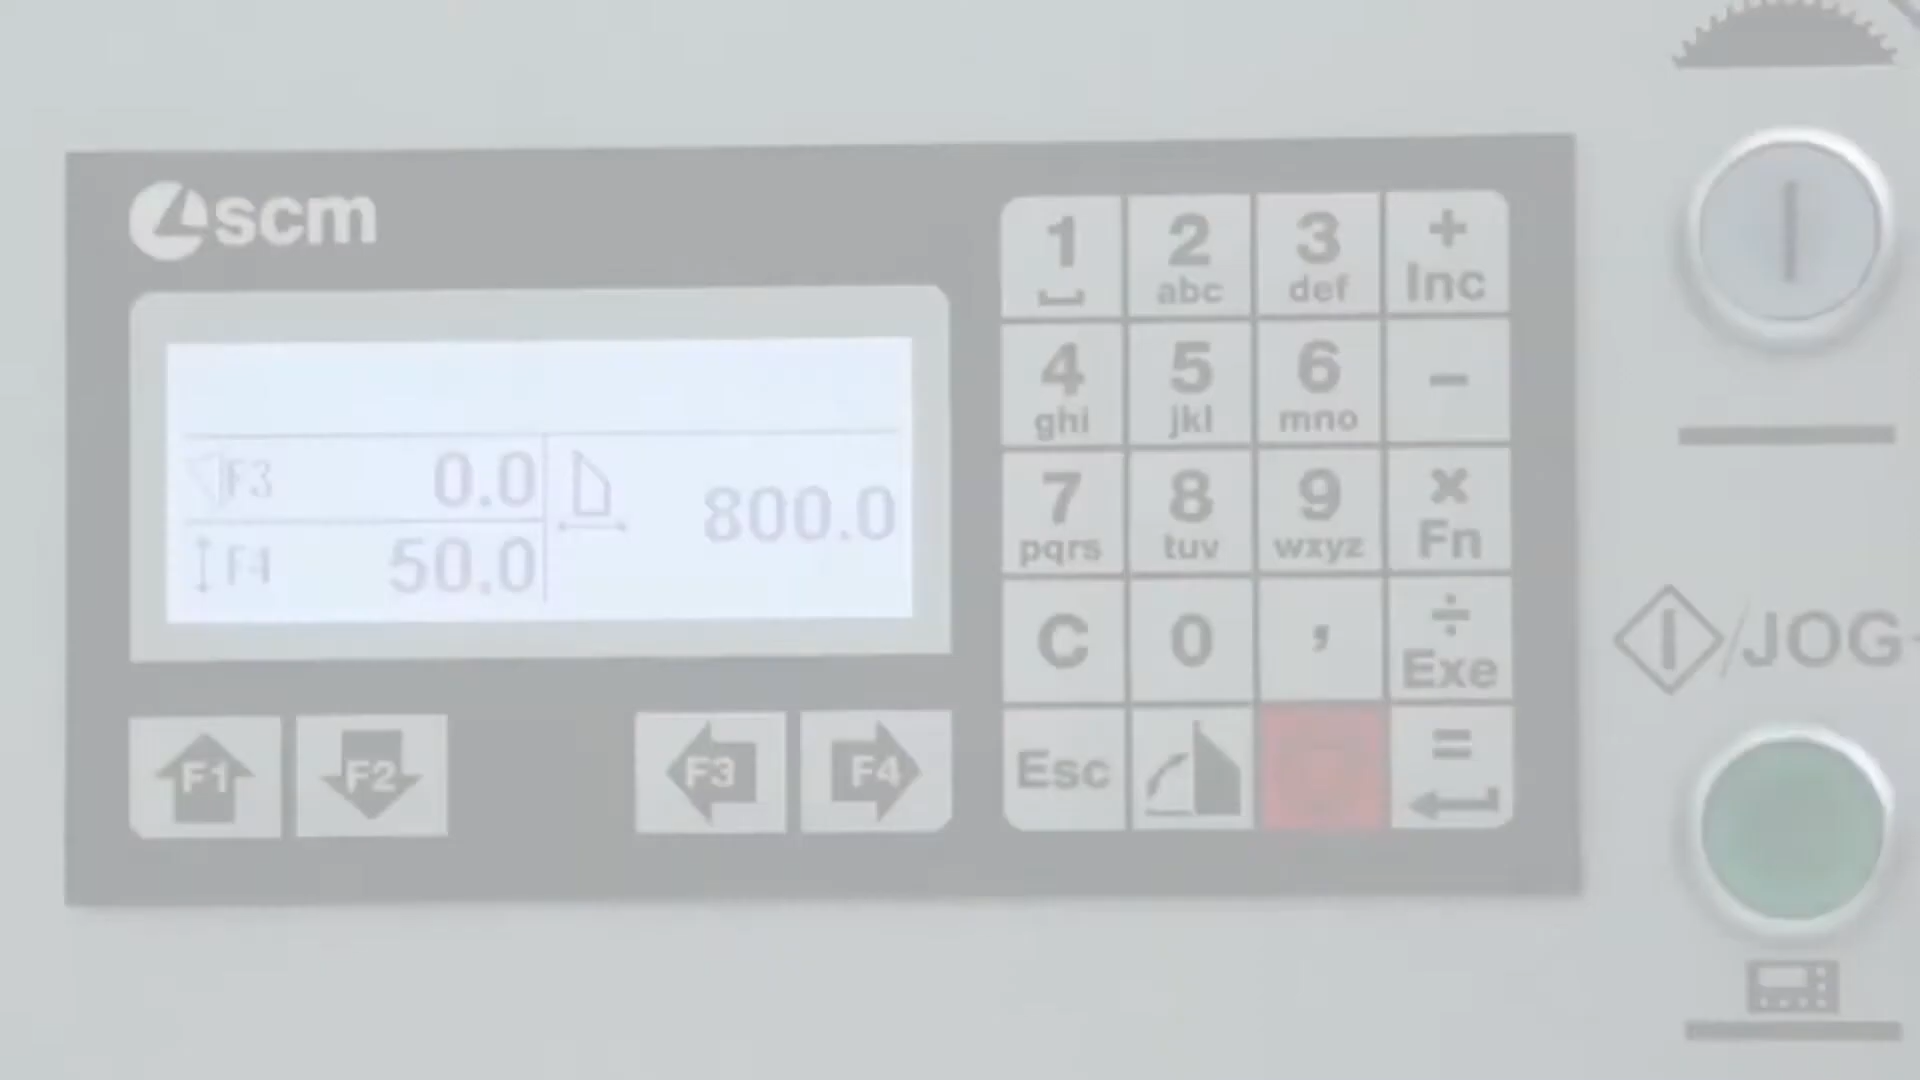 scm
F3 0.0
F4 50.0
800.0
F1 F2 F3 F4
1 2 3 +
abc def Inc
4 5 6 -
ghi jkl mno
7 8 9 x
pqrs tuv wxyz Fn
C 0 , ÷
Exe
Esc =
I
/JOG